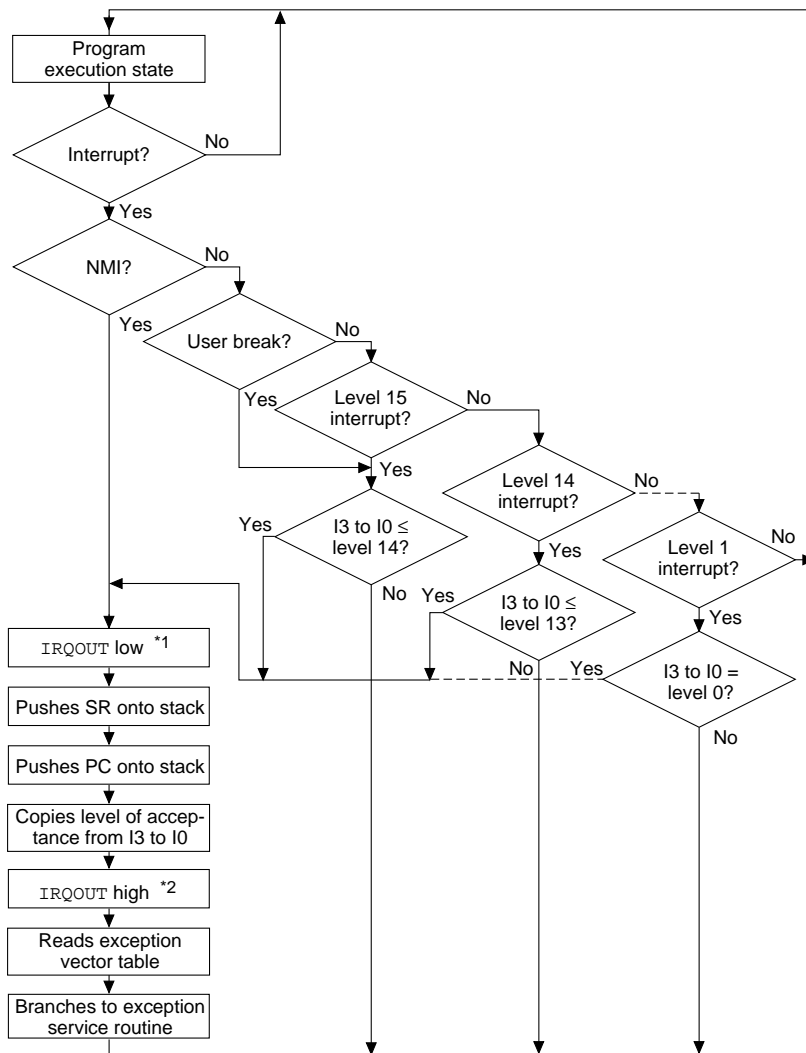 Program
execution state
No
Interrupt?
Yes
NMI?
No
Yes
User break?
No
Yes
Level 15
interrupt?
No
Yes
Level 14
interrupt?
No
Yes
I3 to I0 ≤
level 14?
Yes
No
Level 1
interrupt?
No
Yes
I3 to I0 ≤
level 13?
Yes
No
Yes
I3 to I0 =
level 0?
No
IRQOUT low *1
Pushes SR onto stack
Pushes PC onto stack
Copies level of accep-
tance from I3 to I0
IRQOUT high *2
Reads exception
vector table
Branches to exception
service routine